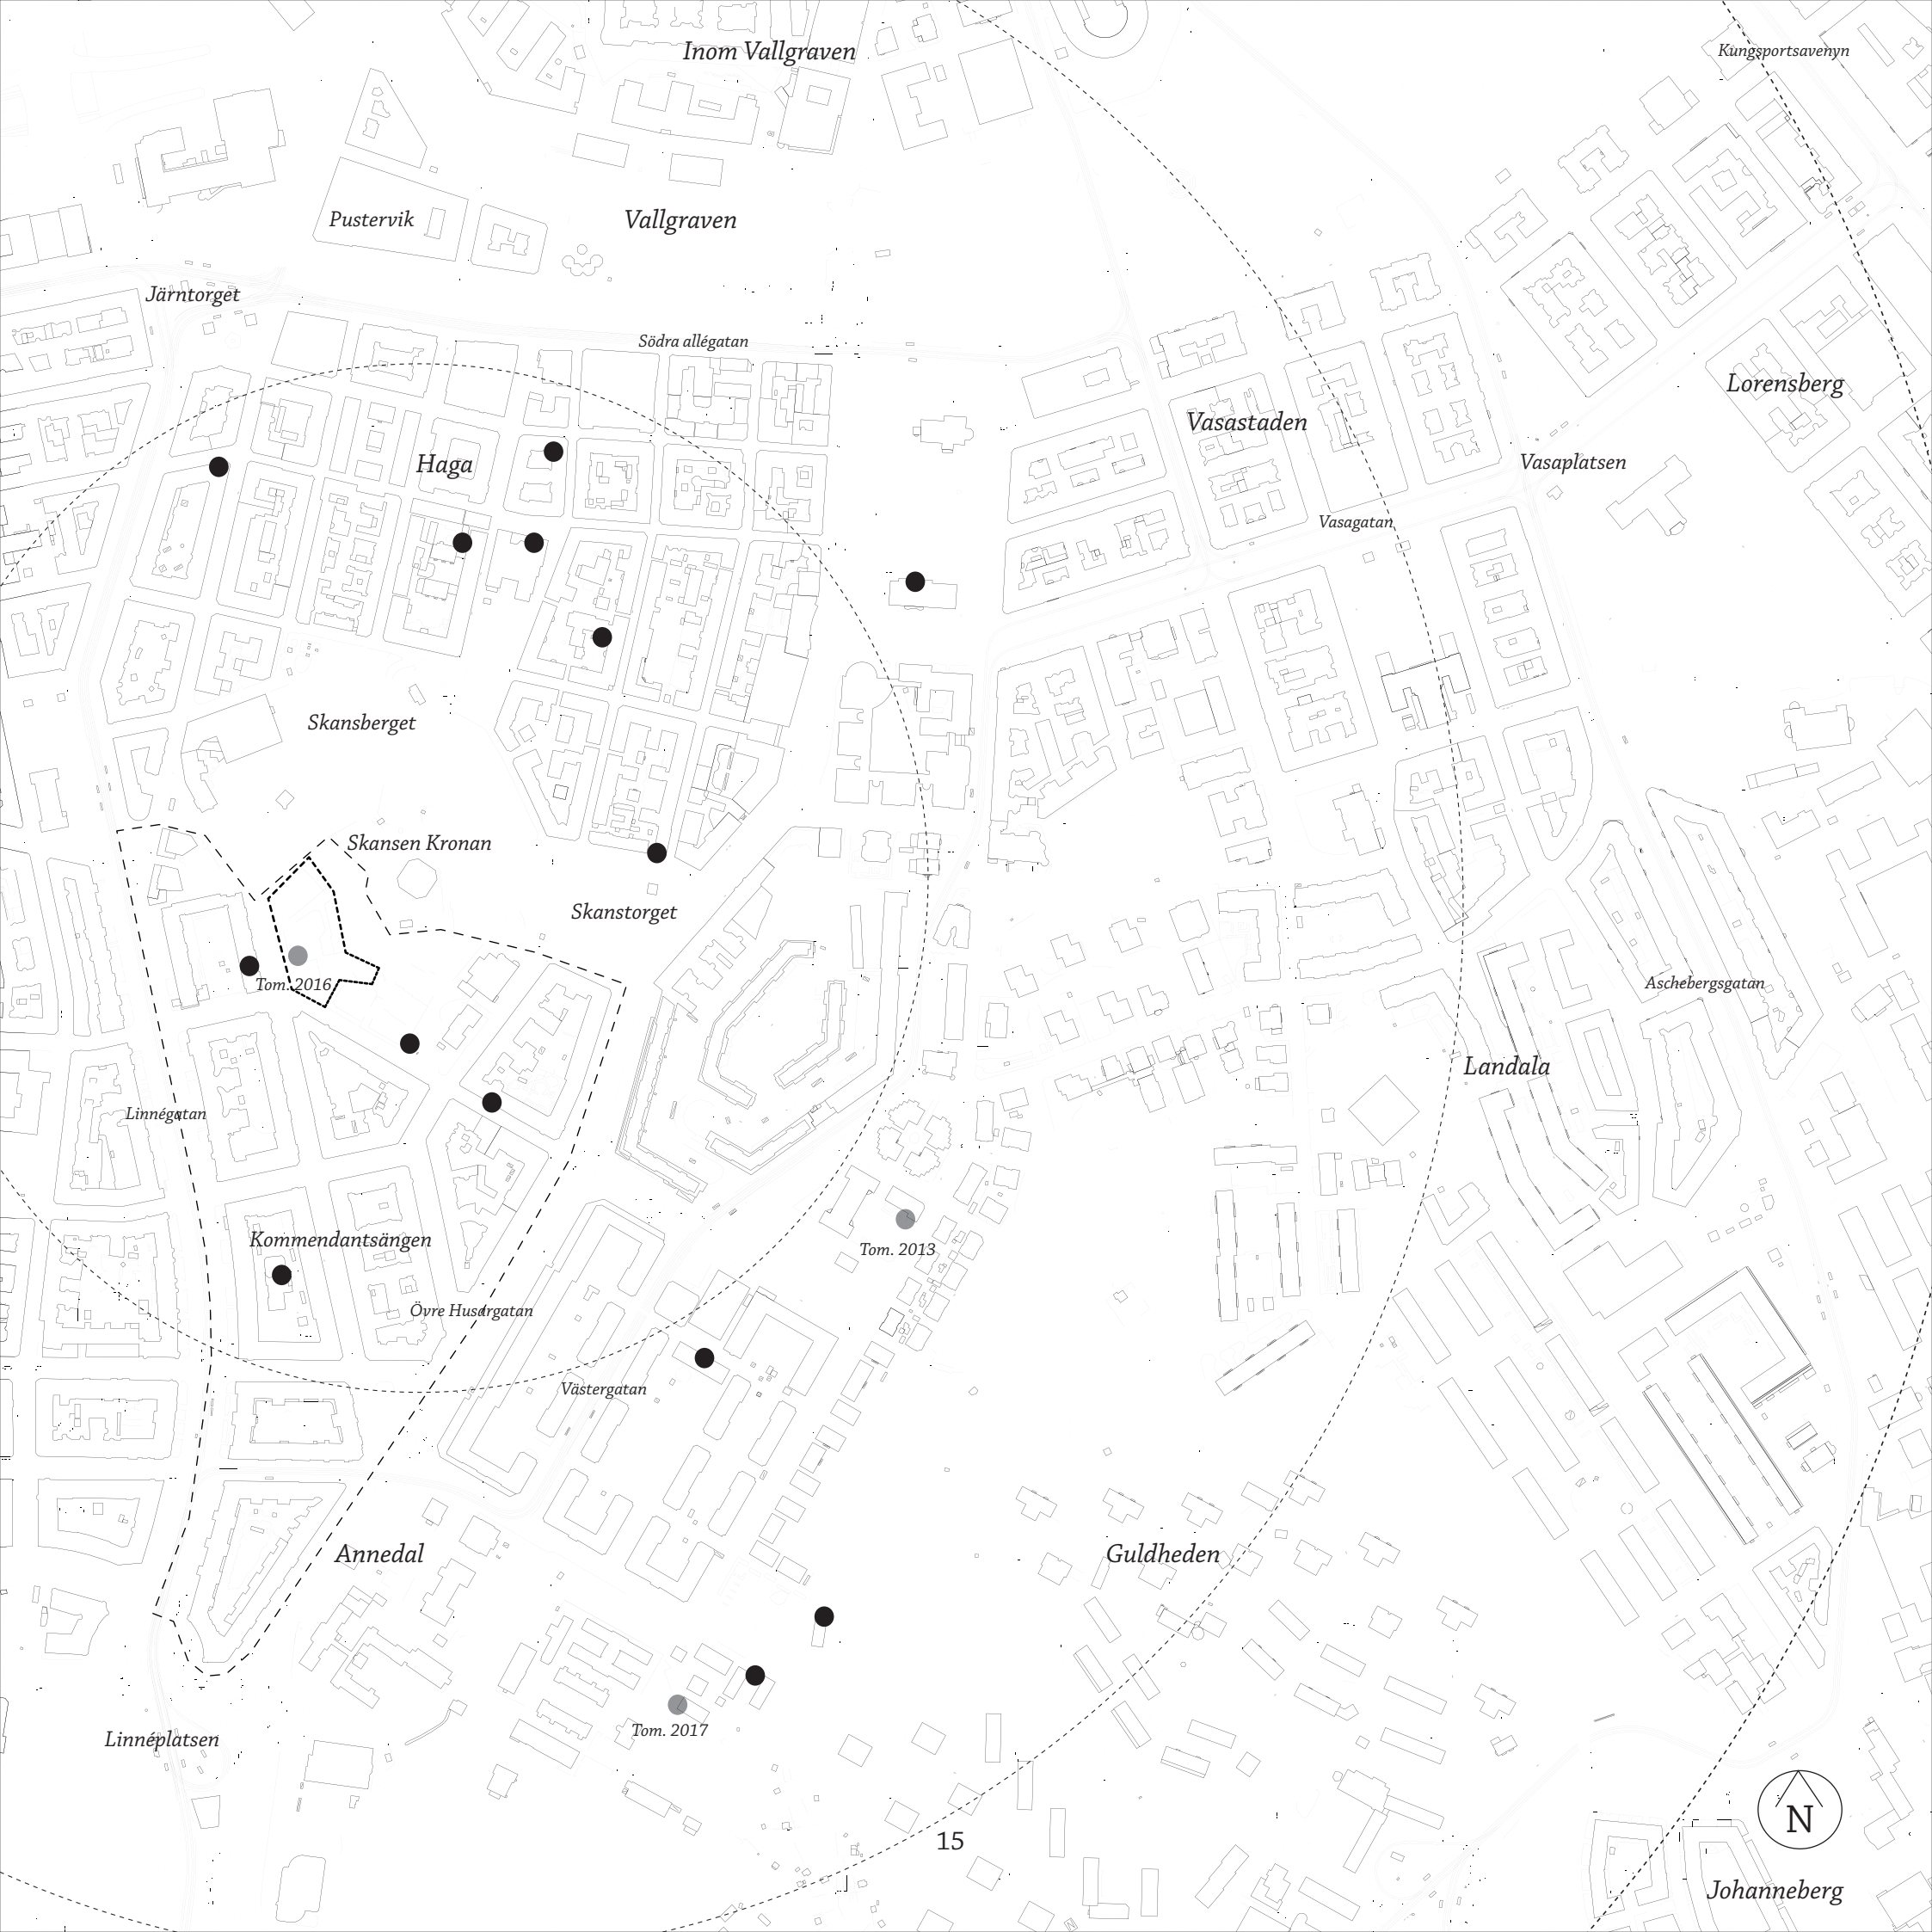 Inom Vallgraven
Kungsportsavenyn
Pustervik
Vallgraven
Järntorget
Södra allégatan
Lorensberg
Vasastaden
Haga
Vasaplatsen
Vasagatan
Skansberget
Skansen Kronan
Skanstorget
Tom. 2016
Aschebergsgatan
Landala
Linnégatan
Kommendantsängen
Tom. 2013
Övre Husargatan
Västergatan
Annedal
Guldheden
Tom. 2017
Linnéplatsen
N
15
Johanneberg